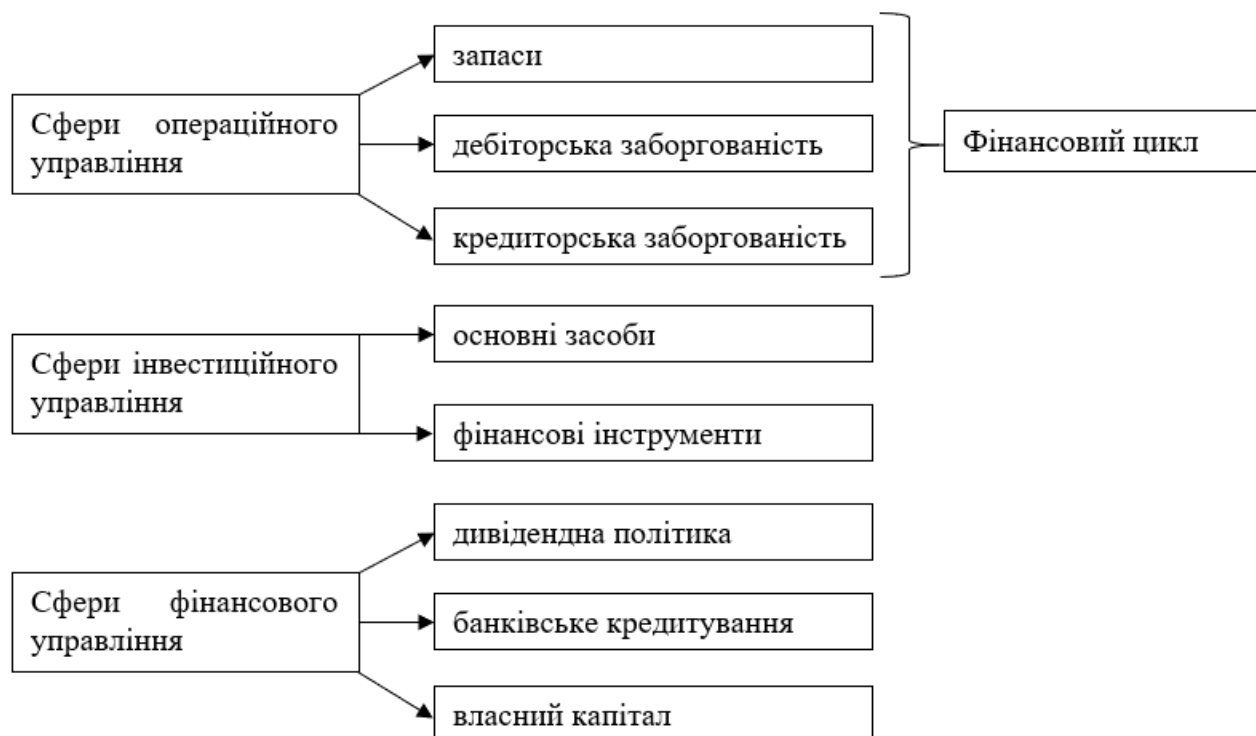 запаси
Сфери операційного
управління
дебіторська заборгованість
Фінансовий цикл
кредиторська заборгованість
Сфери інвестиційного
управління
основні засоби
фінансові інструменти
Сфери фінансового
управління
дивідендна політика
банківське кредитування
власний капітал